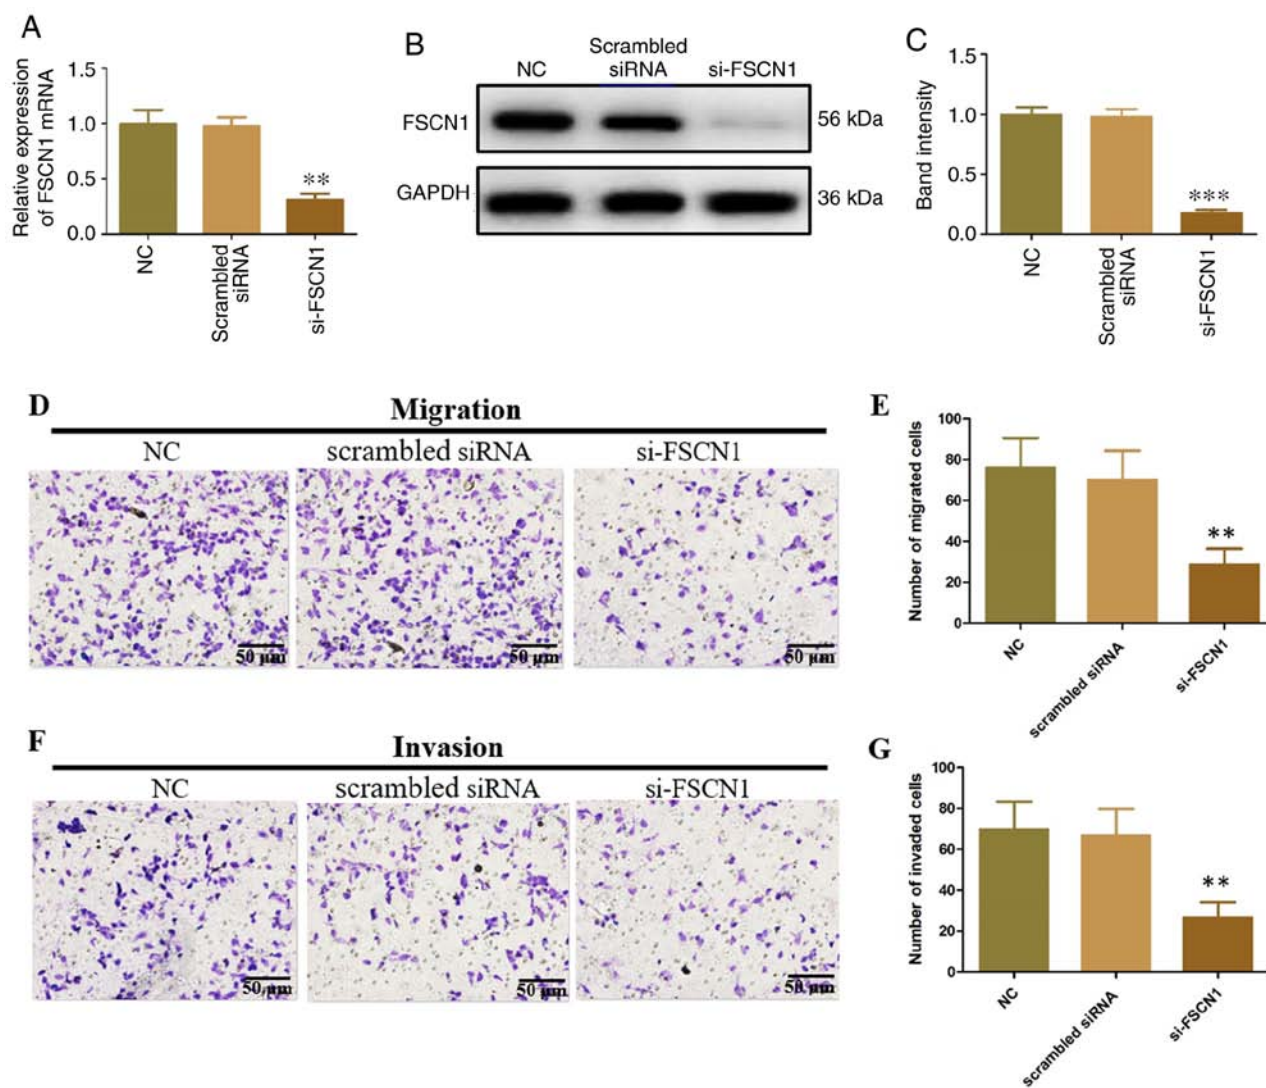 A
Relative expression
of FSCN1 mRNA
1.5
1.0
0.5
0.0
**
NC
Scrambled
siRNA
si-FSCN1
B
NC
Scrambled
siRNA
si-FSCN1
FSCN1
56 kDa
GAPDH
36 kDa
C
Band intensity
1.5
1.0
0.5
0.0
***
NC
Scrambled
siRNA
si-FSCN1
D
Migration
NC
scrambled siRNA
si-FSCN1
50 μm
50 μm
50 μm
E
Number of migrated cells
100
80
60
40
20
0
**
NC
scrambled siRNA
si-FSCN1
F
Invasion
NC
scrambled siRNA
si-FSCN1
50 μm
50 μm
50 μm
G
Number of invaded cells
100
80
60
40
20
0
**
NC
scrambled siRNA
si-FSCN1